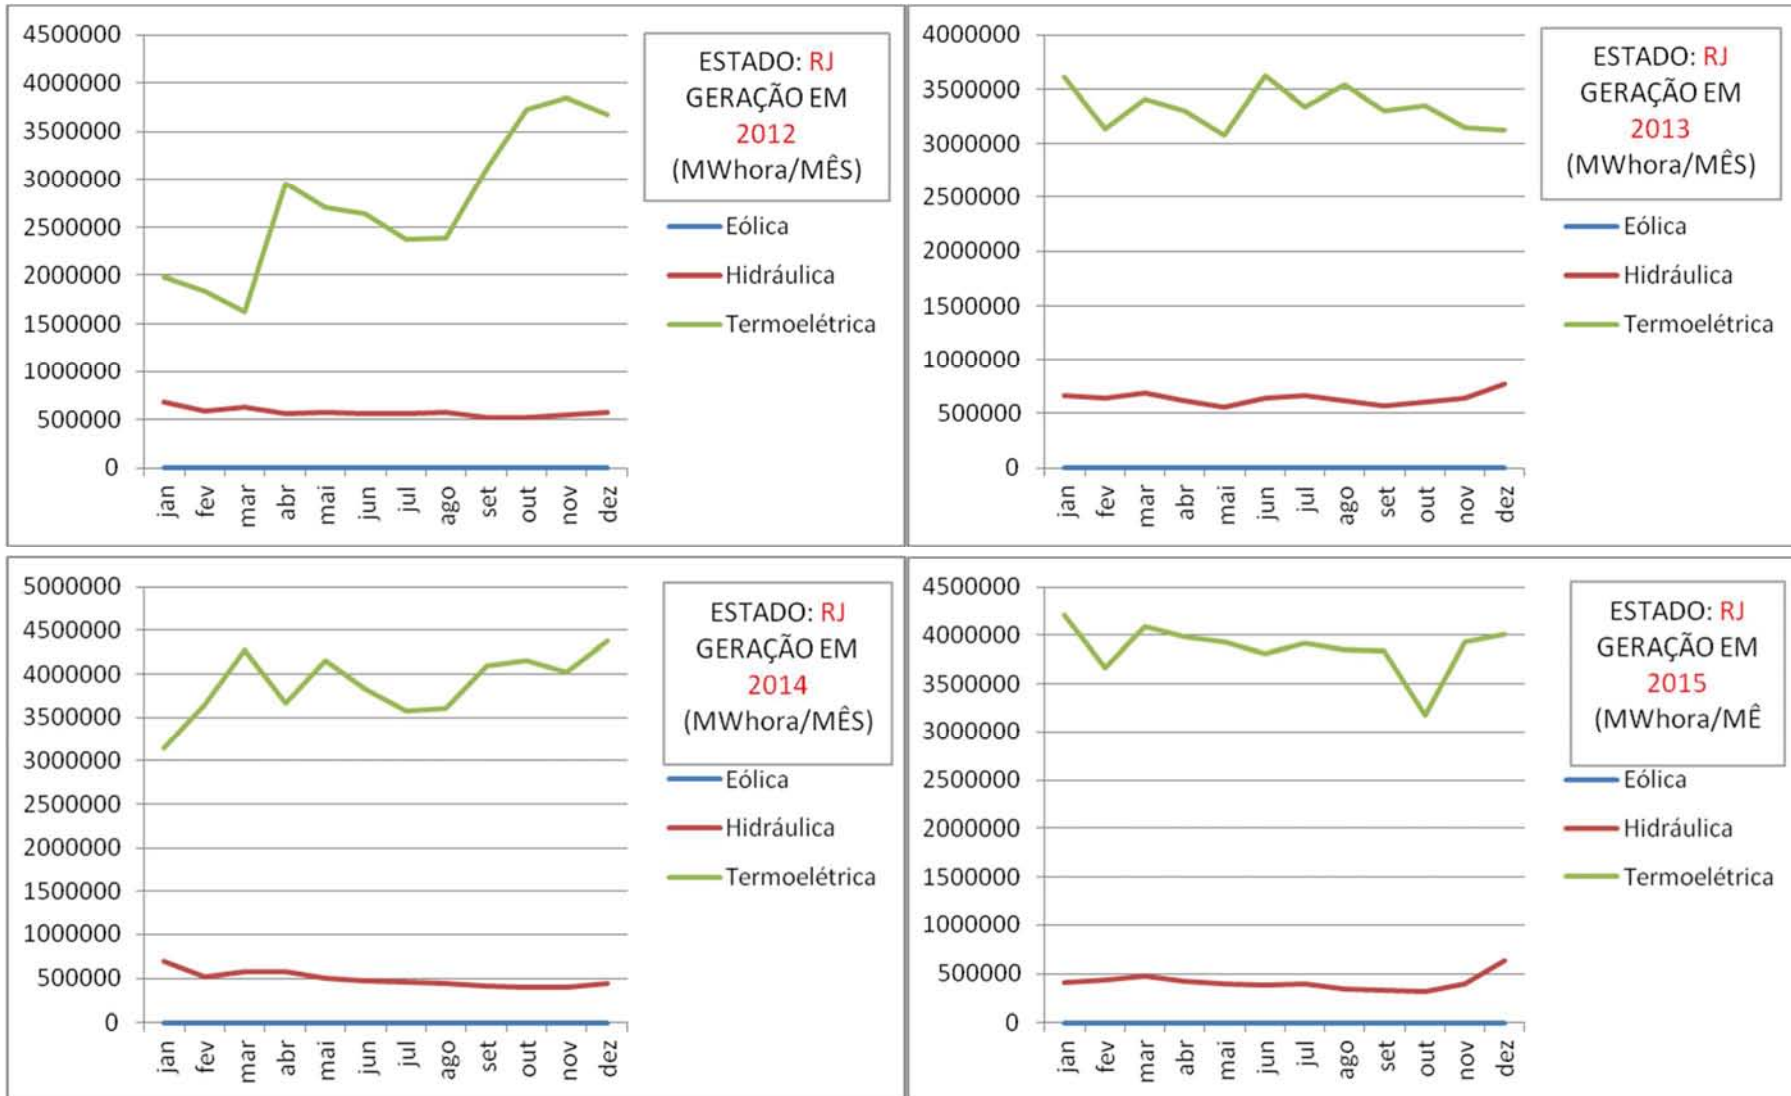 4500000
4000000
3500000
3000000
2500000
2000000
1500000
1000000
500000
0
jan
fev
mar
abr
mai
jun
jul
ago
set
out
nov
dez
ESTADO: RJ
GERAÇÃO EM
2012
(MWhora/MÊS)
Eólica
Hidráulica
Termoelétrica
4000000
3500000
3000000
2500000
2000000
1500000
1000000
500000
0
jan
fev
mar
abr
mai
jun
jul
ago
set
out
nov
dez
ESTADO: RJ
GERAÇÃO EM
2013
(MWhora/MÊS)
Eólica
Hidráulica
Termoelétrica
5000000
4500000
4000000
3500000
3000000
2500000
2000000
1500000
1000000
500000
0
jan
fev
mar
abr
mai
jun
jul
ago
set
out
nov
dez
ESTADO: RJ
GERAÇÃO EM
2014
(MWhora/MÊS)
Eólica
Hidráulica
Termoelétrica
4500000
4000000
3500000
3000000
2500000
2000000
1500000
1000000
500000
0
jan
fev
mar
abr
mai
jun
jul
ago
set
out
nov
dez
ESTADO: RJ
GERAÇÃO EM
2015
(MWhora/MÊ
Eólica
Hidráulica
Termoelétrica